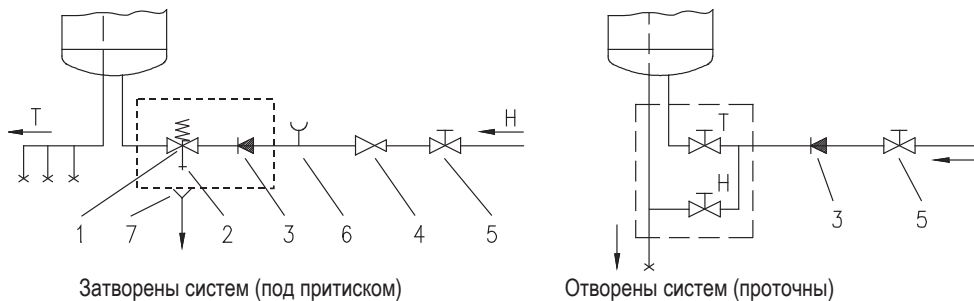 T H T
H
1 7 2 3 6 4 5 3 5
Затворены систем (под притиском) Отворены систем (проточны)